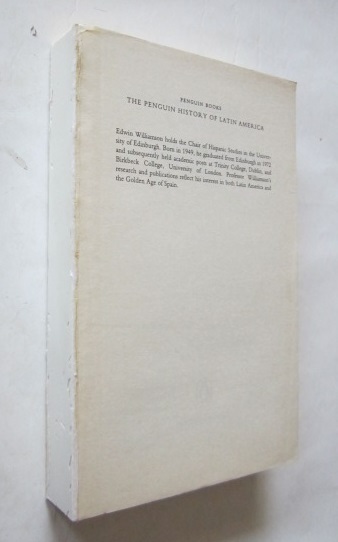 PENGUIN BOOKS
THE PENGUIN HISTORY OF LATIN AMERICA
Edwin Williamson holds the Chair of Hispanic Studies in the Univer-
sity of Edinburgh. Born in 1949, he graduated from Edinburgh in 1972
and subsequently held academic posts at Trinity College, Dublin, and
Birkbeck College, University of London. Professor Williamson's
research and publications reflect his interest in both Latin America and
the Golden Age of Spain.